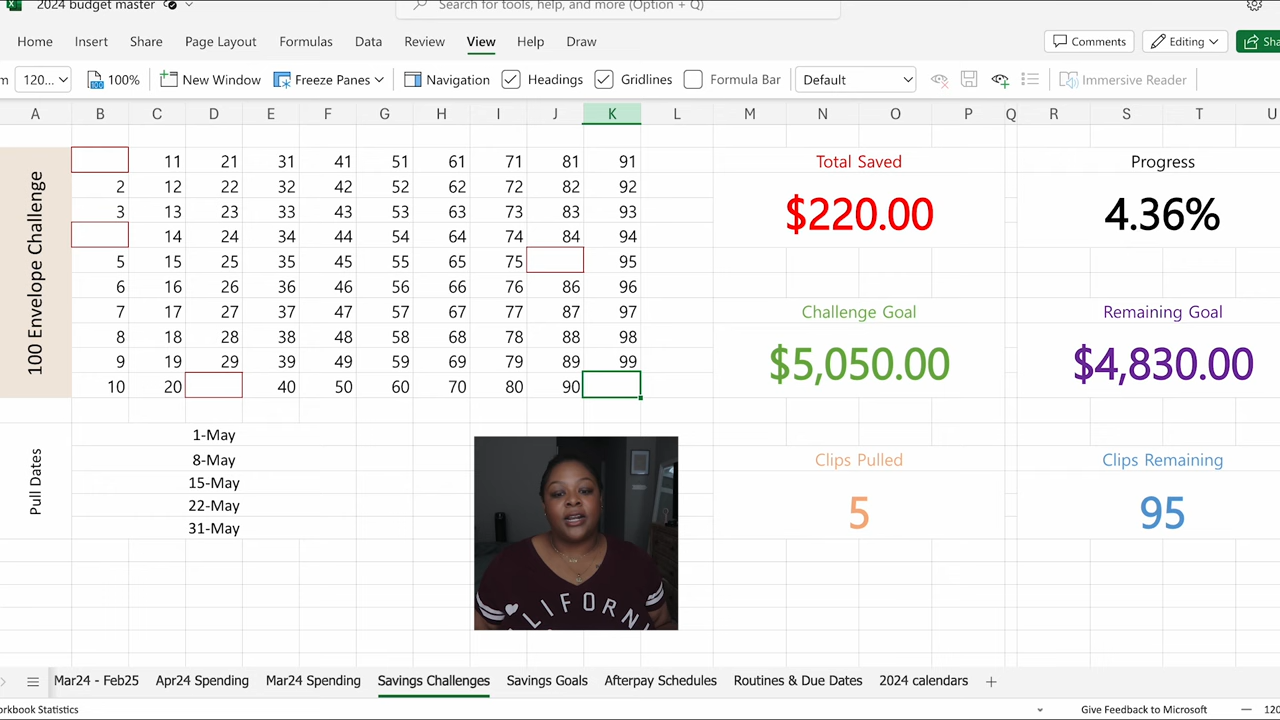 2024 budget master
Search for tools, help, and more (Option + Q)
Home Insert Share Page Layout Formulas Data Review View Help Draw
Comments Editing
120... 100% New Window Freeze Panes Navigation Headings Gridlines Formula Bar Default Immersive Reader
A B C D E F G H I J K L M N O P Q R S T U
100 Envelope Challenge
11 21 31 41 51 61 71 81 91
2 12 22 32 42 52 62 72 82 92
3 13 23 33 43 53 63 73 83 93
14 24 34 44 54 64 74 84 94
5 15 25 35 45 55 65 75 95
6 16 26 36 46 56 66 76 86 96
7 17 27 37 47 57 67 77 87 97
8 18 28 38 48 58 68 78 88 98
9 19 29 39 49 59 69 79 89 99
10 20 40 50 60 70 80 90
Total Saved
$220.00
Progress
4.36%
Challenge Goal
$5,050.00
Remaining Goal
$4,830.00
Pull Dates
1-May
8-May
15-May
22-May
31-May
Clips Pulled
5
Clips Remaining
95
Mar24 - Feb25 Apr24 Spending Mar24 Spending Savings Challenges Savings Goals Afterpay Schedules Routines & Due Dates 2024 calendars
Statistics Give Feedback to Microsoft